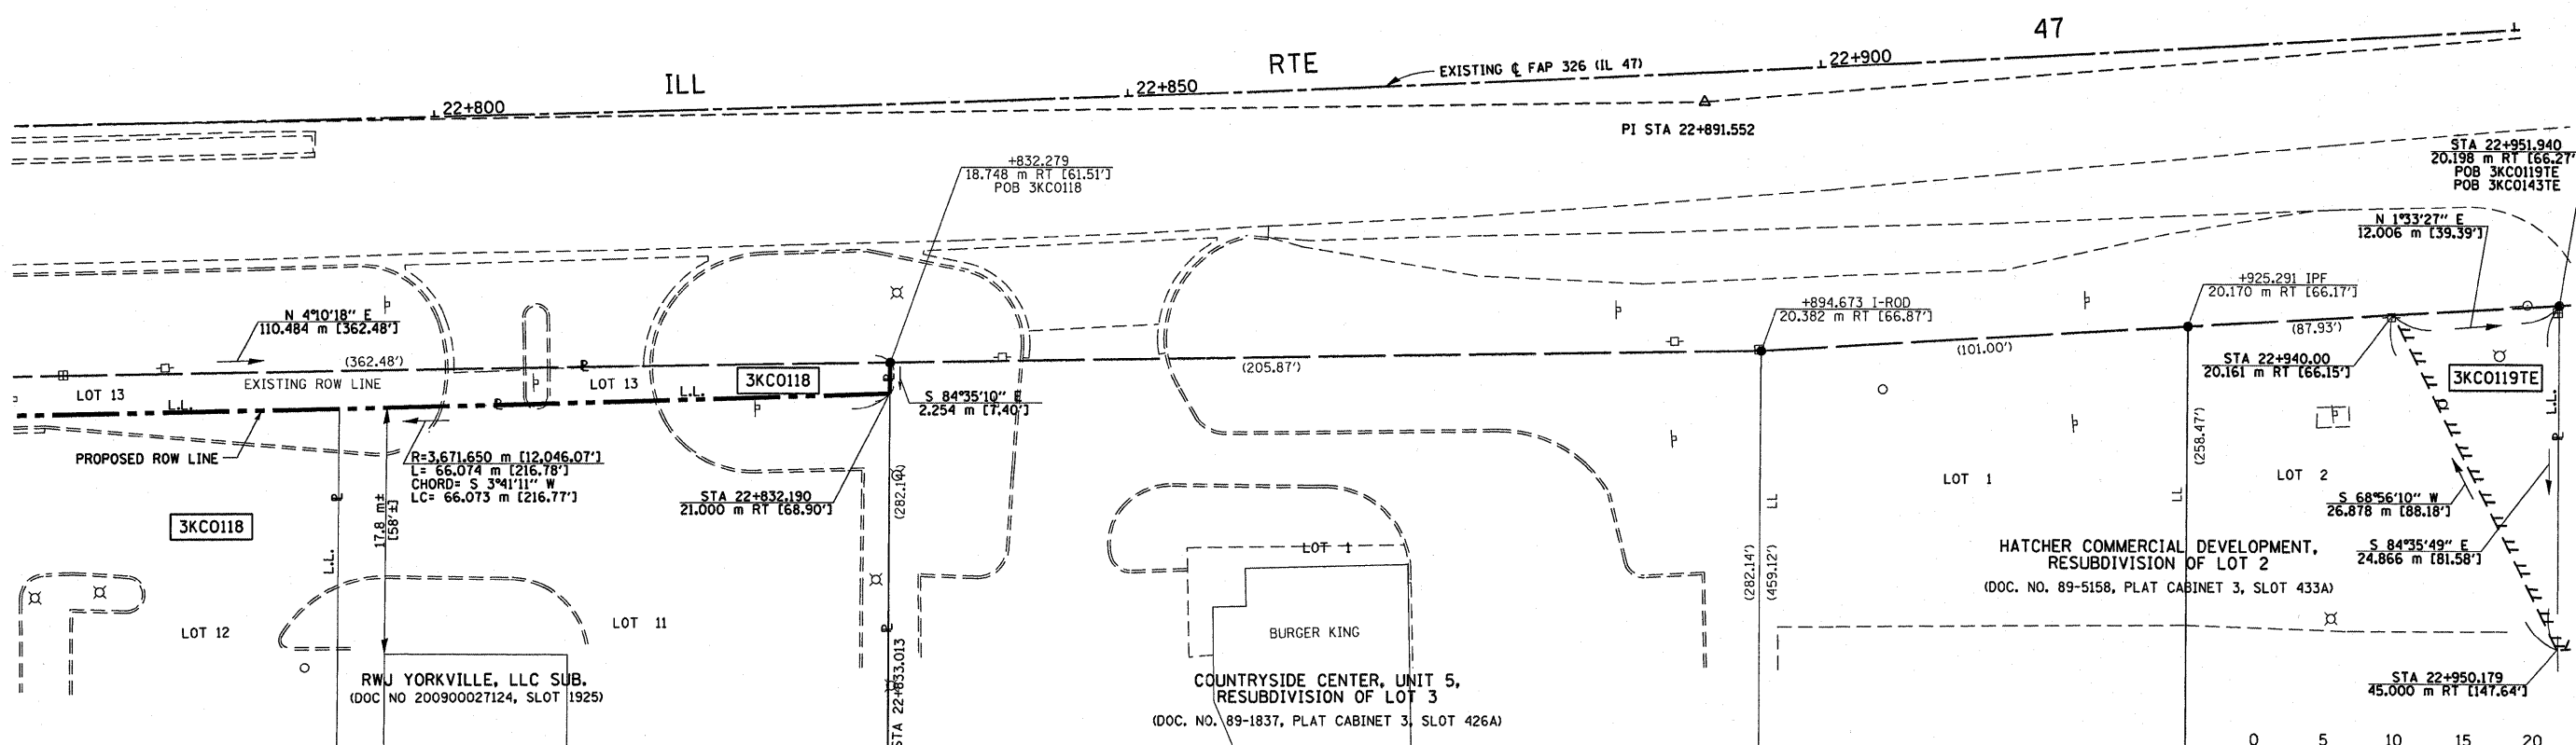 ILL
RTE
47
22+800
22+850
22+900
EXISTING ℄ FAP 326 (IL 47)
PI STA 22+891.552
+832.279
18.748 m RT [61.51']
POB 3KC0118
STA 22+951.940
20.198 m RT [66.27'
POB 3KC0119TE
POB 3KC0143TE
N 1°33'27" E
12.006 m [39.39']
+925.291 IPF
20.170 m RT [66.17']
+894.673 I-ROD
20.382 m RT [66.87']
N 4°10'18" E
110.484 m [362.48']
(362.48')
EXISTING ROW LINE
LOT 13
LOT 13
L.L.
L.L.
3KC0118
S 84°35'10" E
2.254 m [7.40']
(205.87')
(101.00')
(87.93')
STA 22+940.00
20.161 m RT [66.15']
3KC0119TE
L.L.
PROPOSED ROW LINE
R=3,671.650 m [12,046.07']
L= 66.074 m [216.78']
CHORD= S 3°41'11" W
LC= 66.073 m [216.77']
STA 22+832.190
21.000 m RT [68.90']
(282.14')
17.8 m±
[58'±]
3KC0118
L.L.
LOT 12
LOT 11
RWJ YORKVILLE, LLC SUB.
(DOC NO 200900027124, SLOT 1925)
STA 22+833.013
LOT 1
BURGER KING
COUNTRYSIDE CENTER, UNIT 5,
RESUBDIVISION OF LOT 3
(DOC. NO. 89-1837, PLAT CABINET 3, SLOT 426A)
LL
(282.14')
(459.12')
LOT 1
LL
(258.47')
LOT 2
S 68°56'10" W
26.878 m [88.18']
S 84°35'49" E
24.866 m [81.58']
HATCHER COMMERCIAL DEVELOPMENT,
RESUBDIVISION OF LOT 2
(DOC. NO. 89-5158, PLAT CABINET 3, SLOT 433A)
STA 22+950.179
45.000 m RT [147.64']
0 5 10 15 20